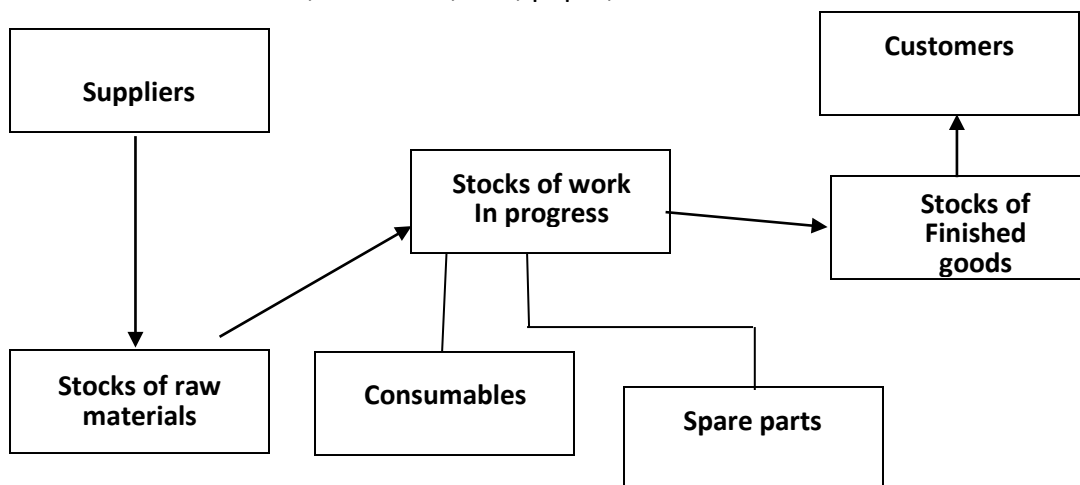 Customers
Suppliers
Stocks of work
In progress
Stocks of
Finished
goods
Stocks of raw
materials
Consumables
Spare parts